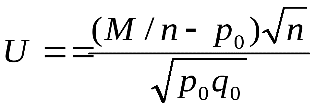 U == (M / n - p₀)√n / √p₀q₀